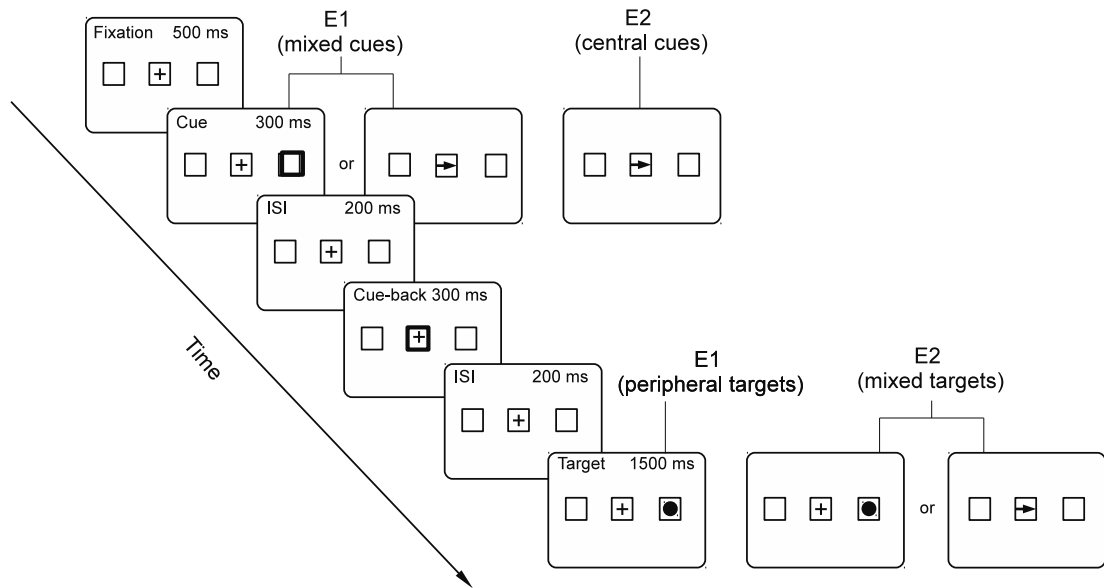 E1
(mixed cues)
E2
(central cues)
Fixation 500 ms
Cue 300 ms
or
ISI 200 ms
Cue-back 300 ms
Time
E1
(peripheral targets)
E2
(mixed targets)
ISI 200 ms
Target 1500 ms
or